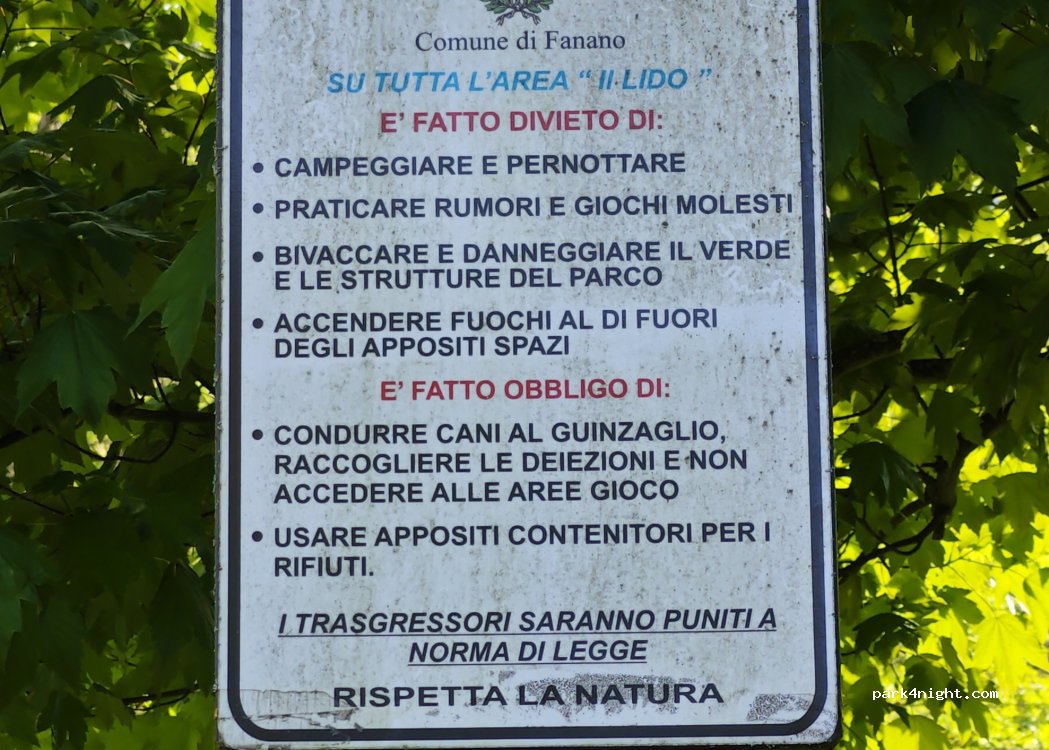 Comune di Fanano
SU TUTTA L'AREA " Il LIDO "
E' FATTO DIVIETO DI:
• CAMPEGGIARE E PERNOTTARE
• PRATICARE RUMORI E GIOCHI MOLESTI
• BIVACCARE E DANNEGGIARE IL VERDE
E LE STRUTTURE DEL PARCO
• ACCENDERE FUOCHI AL DI FUORI
DEGLI APPOSITI SPAZI
E' FATTO OBBLIGO DI:
• CONDURRE CANI AL GUINZAGLIO,
RACCOGLIERE LE DEIEZIONI E NON
ACCEDERE ALLE AREE GIOCO
• USARE APPOSITI CONTENITORI PER I
RIFIUTI.
I TRASGRESSORI SARANNO PUNITI A
NORMA DI LEGGE
RISPETTA LA NATURA
park4night.com